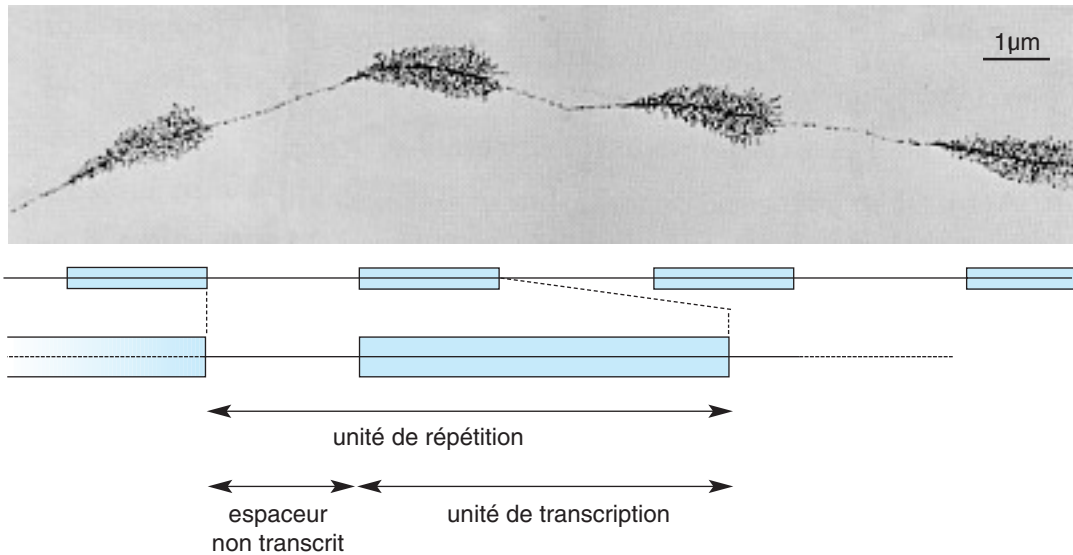 1µm
unité de répétition
espaceur
non transcrit
unité de transcription